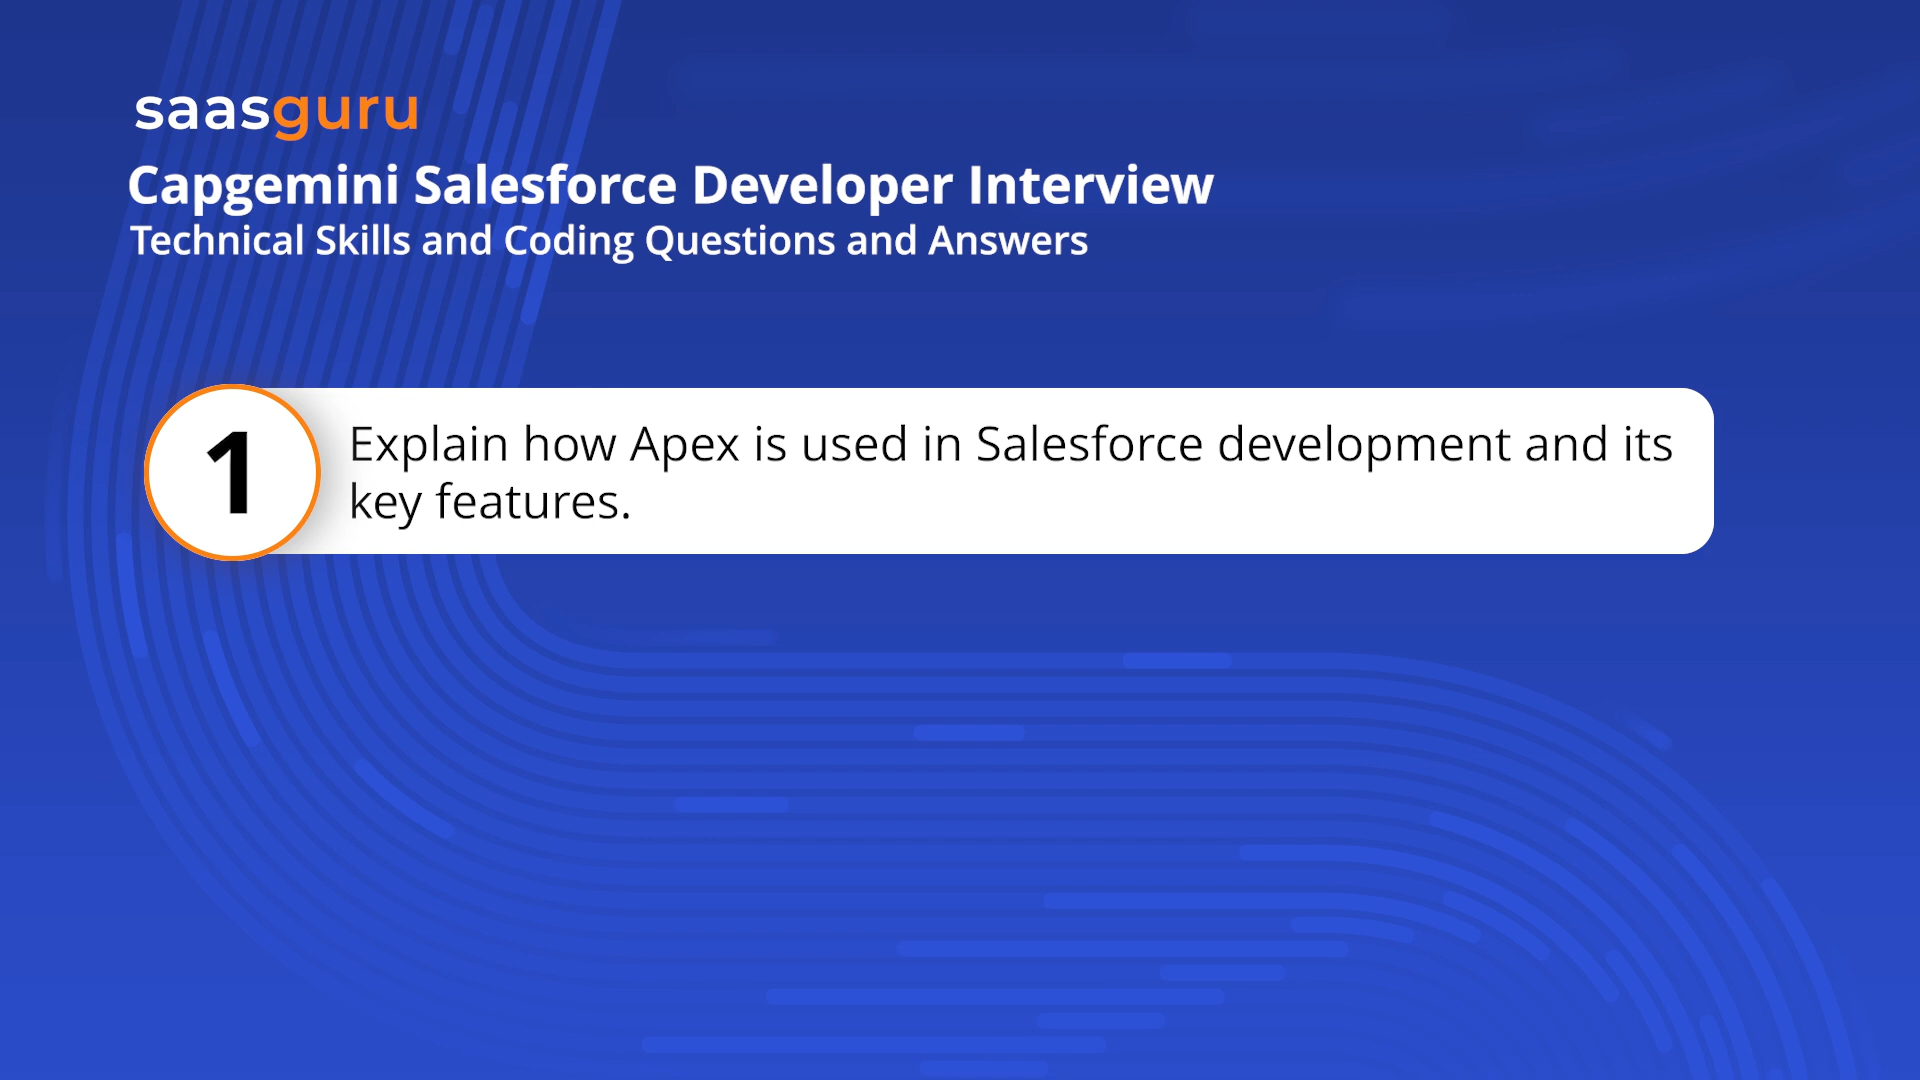 saasguru
Capgemini Salesforce Developer Interview
Technical Skills and Coding Questions and Answers
1
Explain how Apex is used in Salesforce development and its
key features.